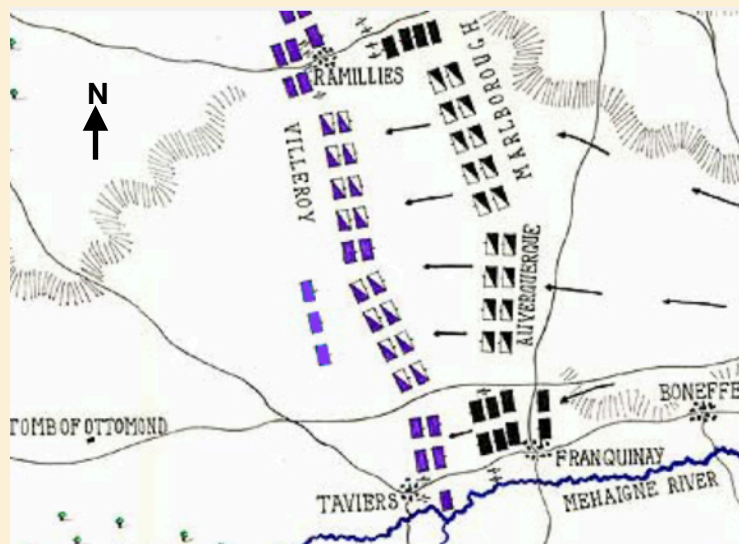 RAMILLIES
MARLBOROUGH
N
VILLEROY
AUVERQUERQUE
BONEFFE
TOMB OF OTTOMOND
FRANQUINAY
TAVIERS
MEHAIGNE RIVER